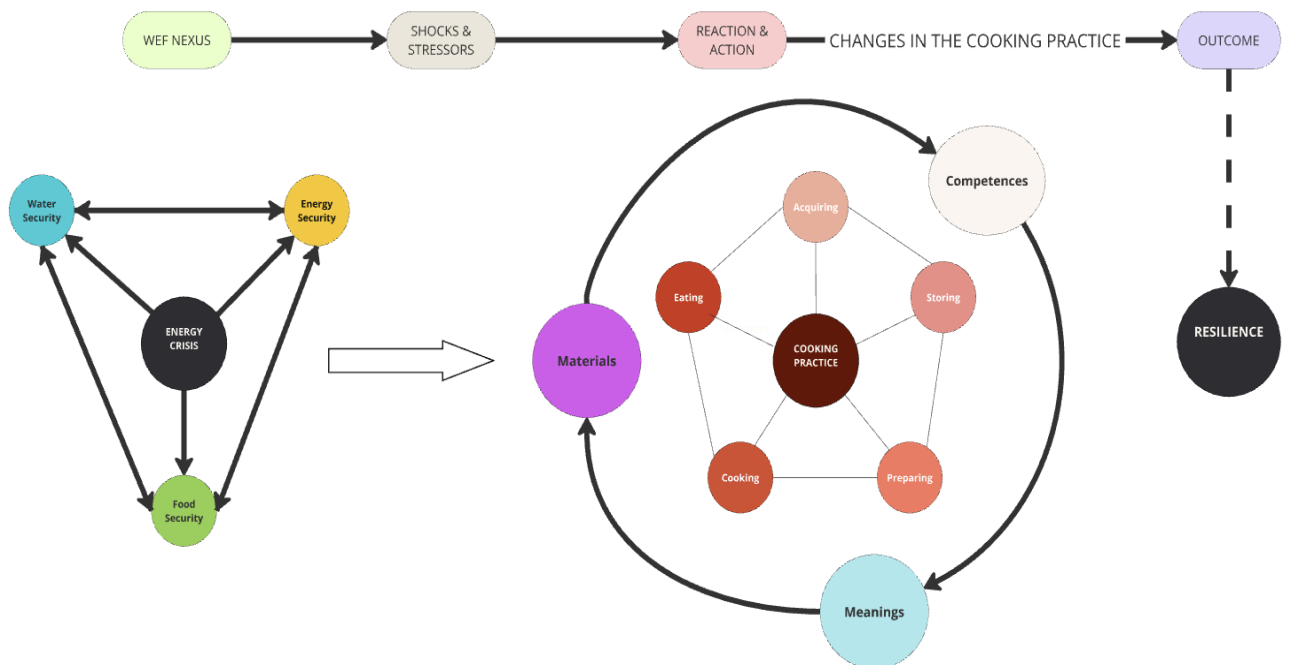 WEF NEXUS
SHOCKS &
STRESSORS
REACTION &
ACTION
CHANGES IN THE COOKING PRACTICE
OUTCOME
Water
Security
Energy
Security
ENERGY
CRISIS
Food
Security
Materials
Competences
Meanings
Acquiring
Eating
Storing
COOKING
PRACTICE
Cooking
Preparing
RESILIENCE